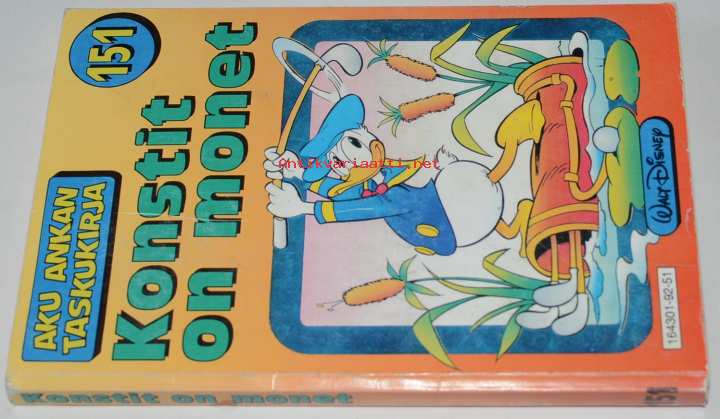 AKU ANKAN
TASKUKIRJA
151
Konstit
on monet
Antikvariaatti.net
WALT DISNEY
164301-92-51
Konstit on monet
151